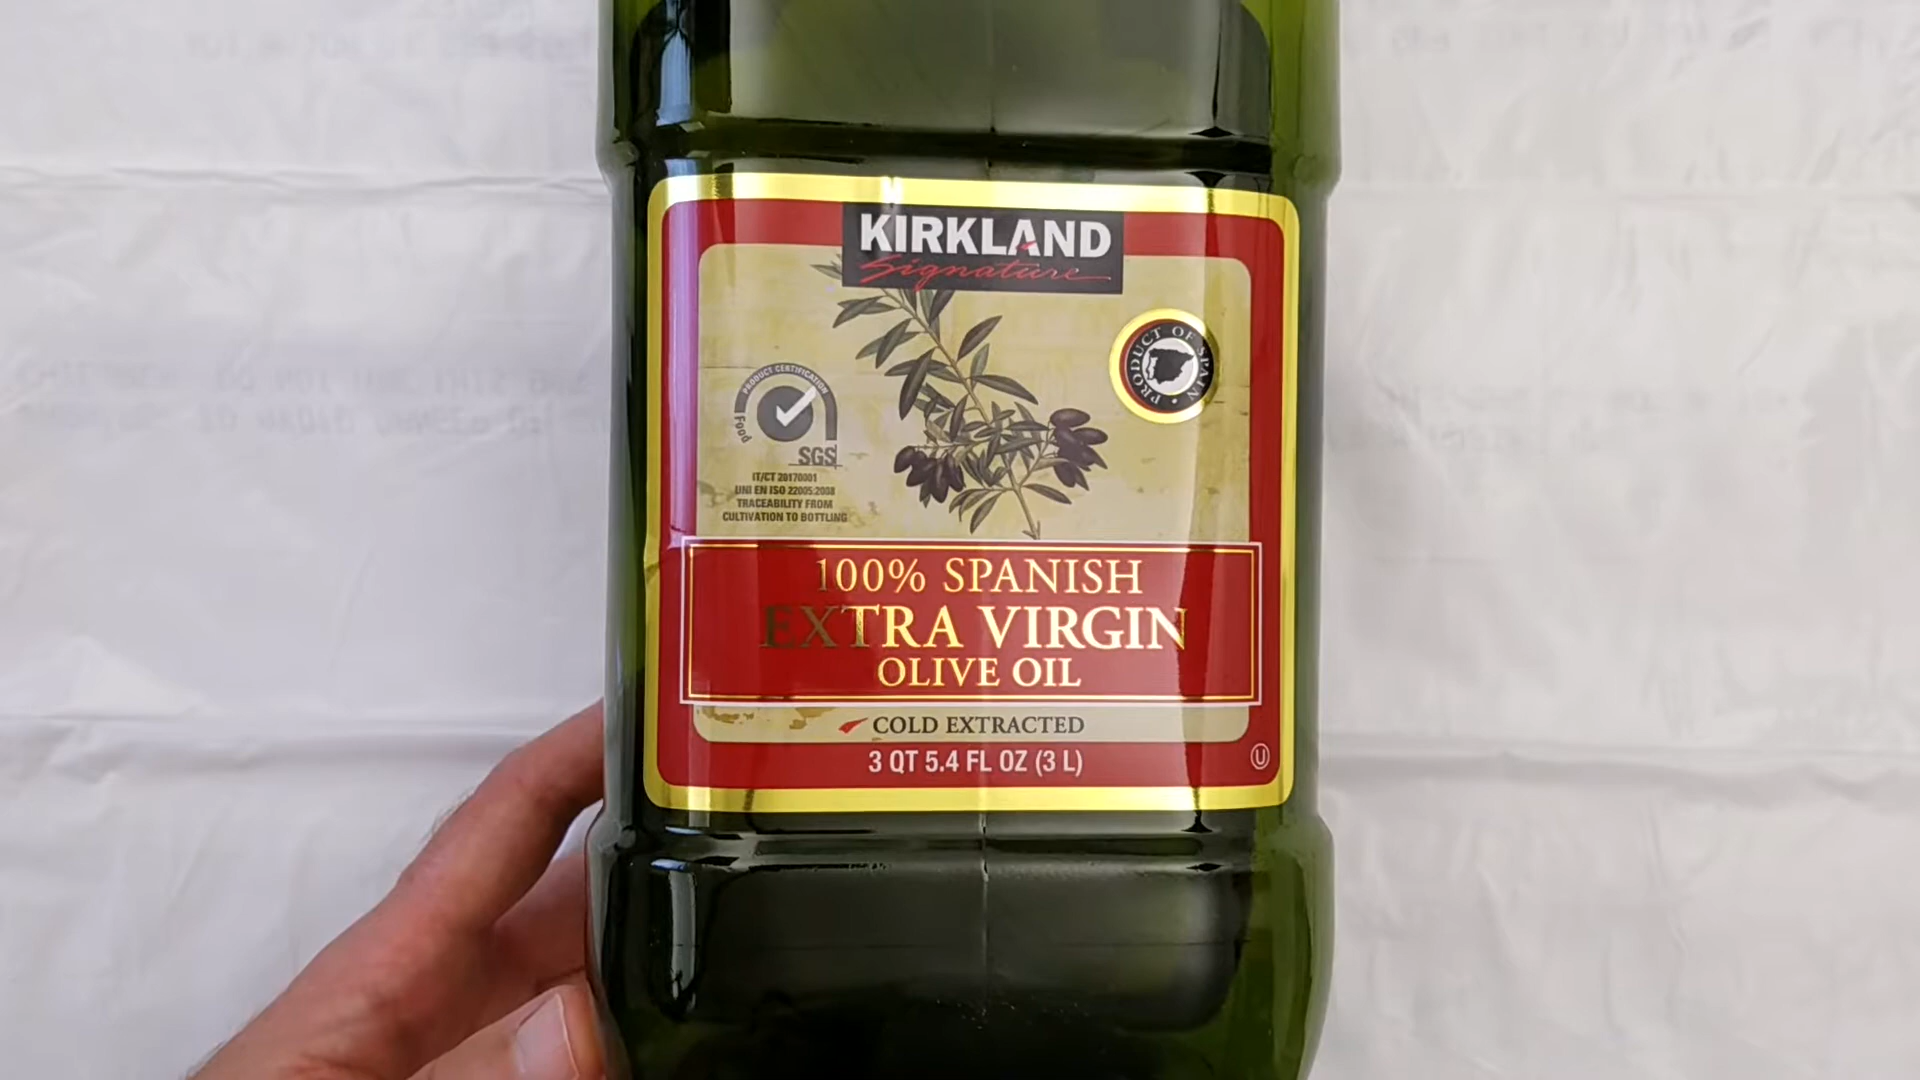 KIRKLAND
Signature
PRODUCT OF SPAIN
PRODUCT CERTIFICATION
Food
SGS
IT/CT 20170001
UNI EN ISO 22005:2008
TRACEABILITY FROM
CULTIVATION TO BOTTLING
100% SPANISH
EXTRA VIRGIN
OLIVE OIL
COLD EXTRACTED
3 QT 5.4 FL OZ (3 L)
U